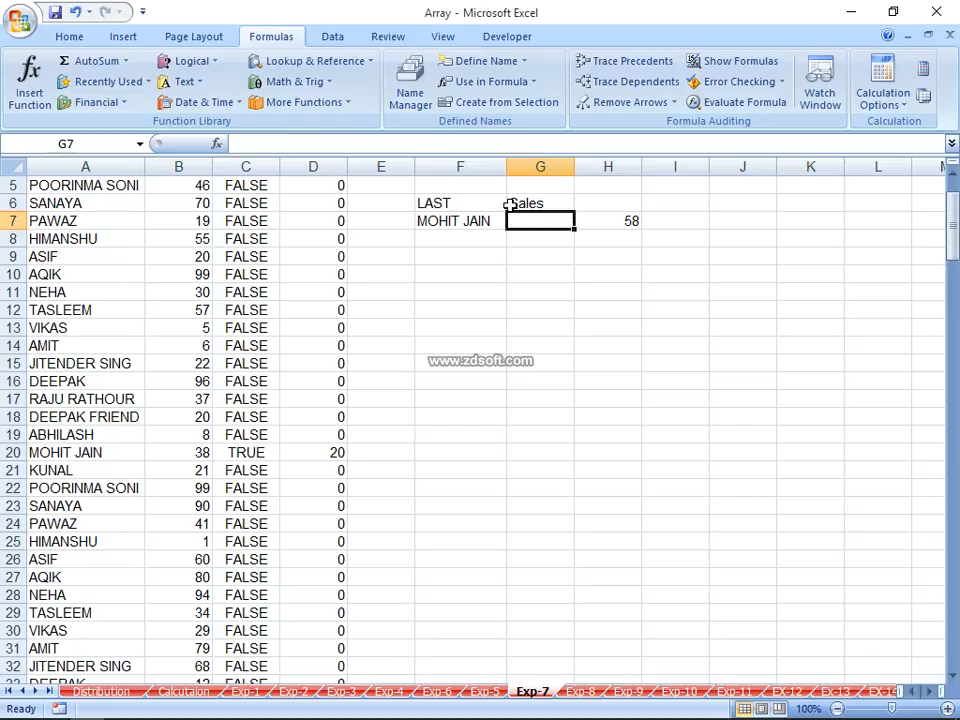 Array - Microsoft Excel
Home Insert Page Layout Formulas Data Review View Developer
fx Insert Function
Σ AutoSum
Recently Used
Financial
Logical
Text
Date & Time
Lookup & Reference
Math & Trig
More Functions
Function Library
Name Manager
Define Name
Use in Formula
Create from Selection
Defined Names
Trace Precedents
Trace Dependents
Remove Arrows
Show Formulas
Error Checking
Evaluate Formula
Formula Auditing
Watch Window
Calculation Options
Calculation
G7 fx
A B C D E F G H I J K L
5 POORINMA SONI 46 FALSE 0
6 SANAYA 70 FALSE 0 LAST Sales
7 PAWAZ 19 FALSE 0 MOHIT JAIN 58
8 HIMANSHU 55 FALSE 0
9 ASIF 20 FALSE 0
10 AQIK 99 FALSE 0
11 NEHA 30 FALSE 0
12 TASLEEM 57 FALSE 0
13 VIKAS 5 FALSE 0
14 AMIT 6 FALSE 0
15 JITENDER SING 22 FALSE 0
www.zdsoft.com
16 DEEPAK 96 FALSE 0
17 RAJU RATHOUR 37 FALSE 0
18 DEEPAK FRIEND 20 FALSE 0
19 ABHILASH 8 FALSE 0
20 MOHIT JAIN 38 TRUE 20
21 KUNAL 21 FALSE 0
22 POORINMA SONI 99 FALSE 0
23 SANAYA 90 FALSE 0
24 PAWAZ 41 FALSE 0
25 HIMANSHU 1 FALSE 0
26 ASIF 60 FALSE 0
27 AQIK 80 FALSE 0
28 NEHA 94 FALSE 0
29 TASLEEM 34 FALSE 0
30 VIKAS 29 FALSE 0
31 AMIT 79 FALSE 0
32 JITENDER SING 68 FALSE 0
Distribution Calcutaion Exp-1 Exp-2 Exp-3 Exp-4 Exp-6 Exp-5 Exp-7 Exp-8 Exp-9 Exp-10 Exp-11 EX-12 Ex-13 EX-14
Ready 100%